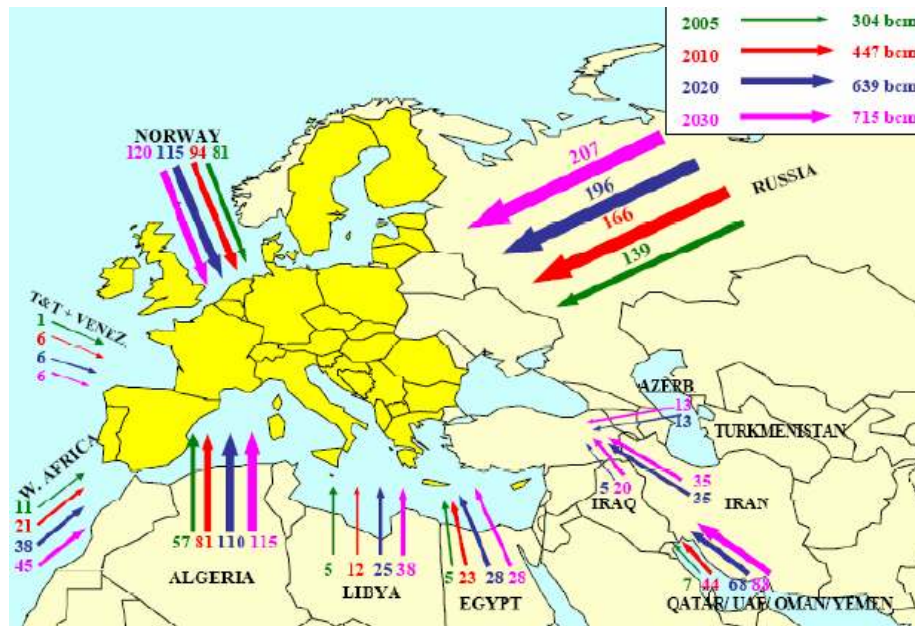 2005 304 bcm
2010 447 bcm
2020 639 bcm
2030 715 bcm
NORWAY
120 115 94 81
207
196
166
139
RUSSIA
T&T + VENEZ.
1
6
6
6
AZERB
13
13
TURKMENISTAN
W. AFRICA
11
21
38
45
35
5 20
IRAQ
IRAN
57 81 110 115
ALGERIA
5 12 25 38
LIBYA
5 23 28 28
EGYPT
7 44 68 88
QATAR/ UAE/ OMAN/ YEMEN